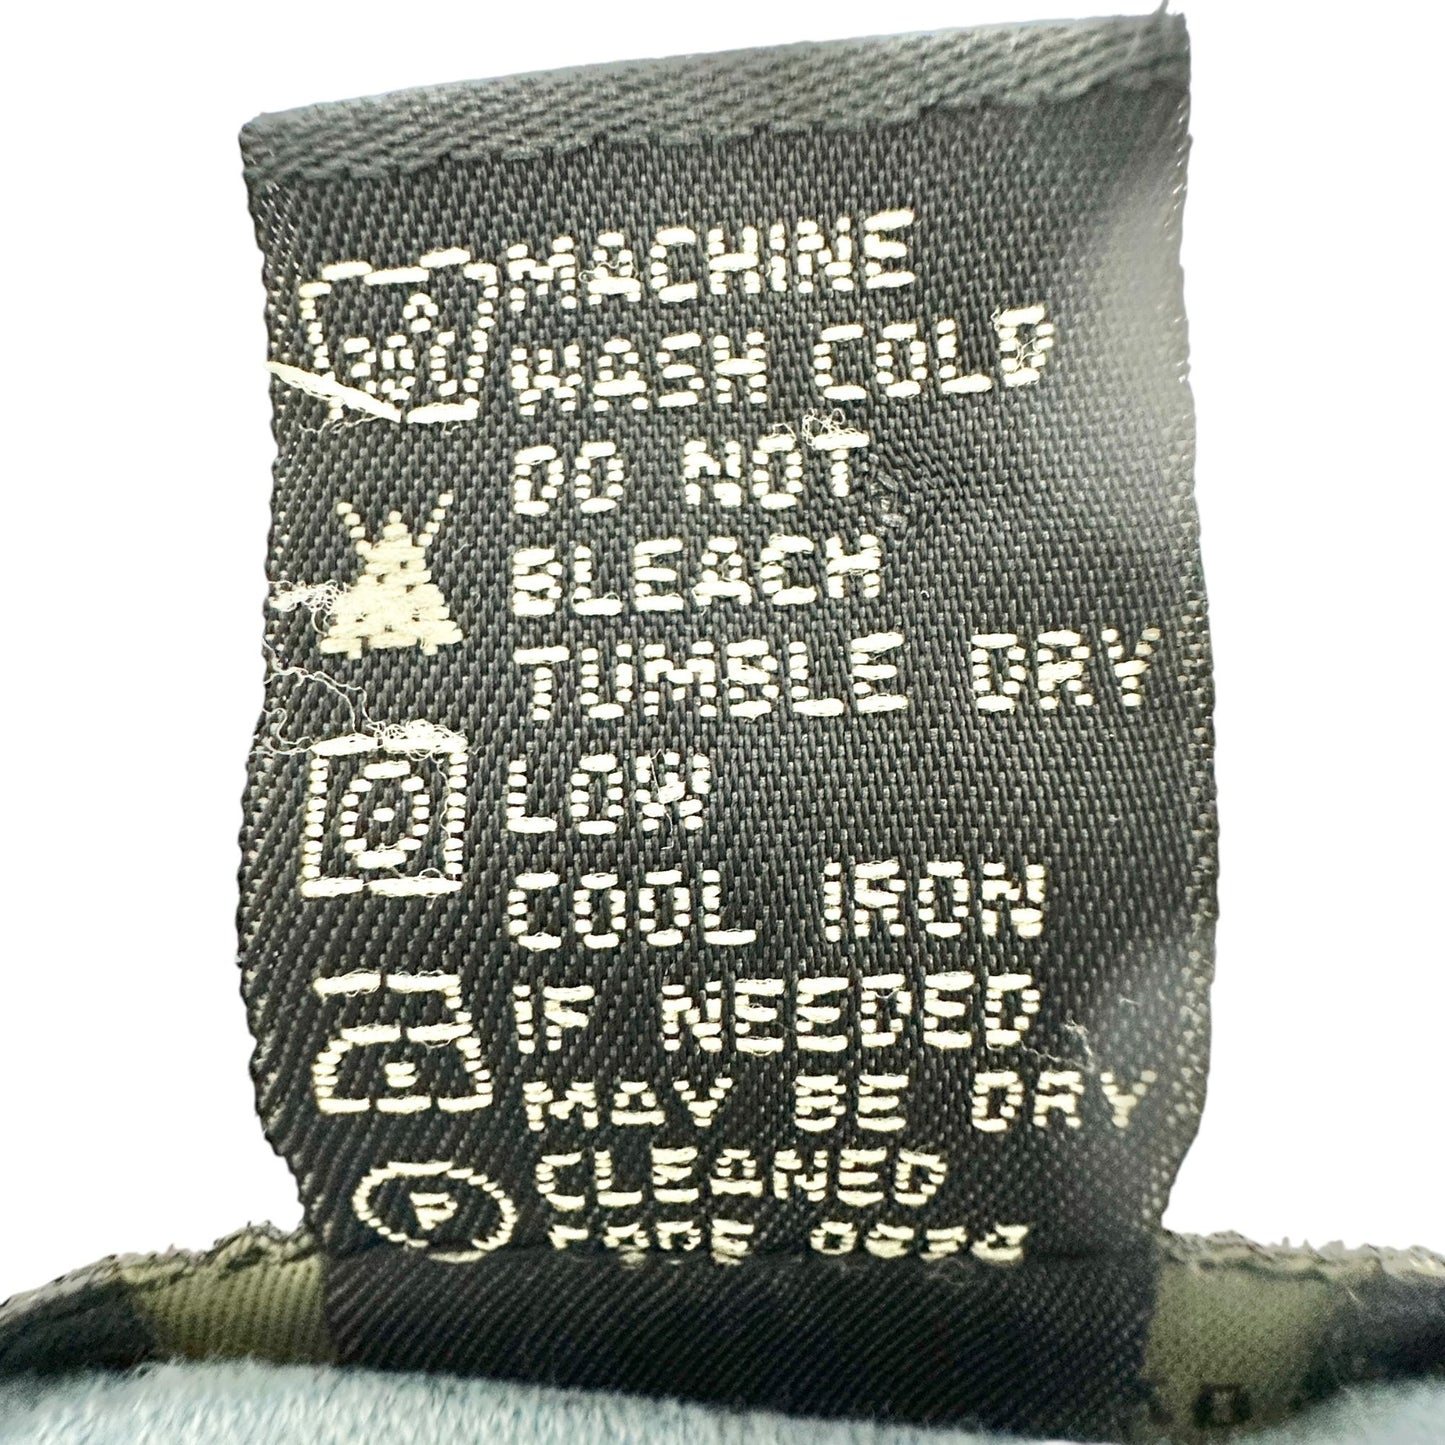 MACHINE
WASH COLD
DO NOT
BLEACH
TUMBLE DRY
LOW
COOL IRON
IF NEEDED
MAY BE DRY
CLEANED
P